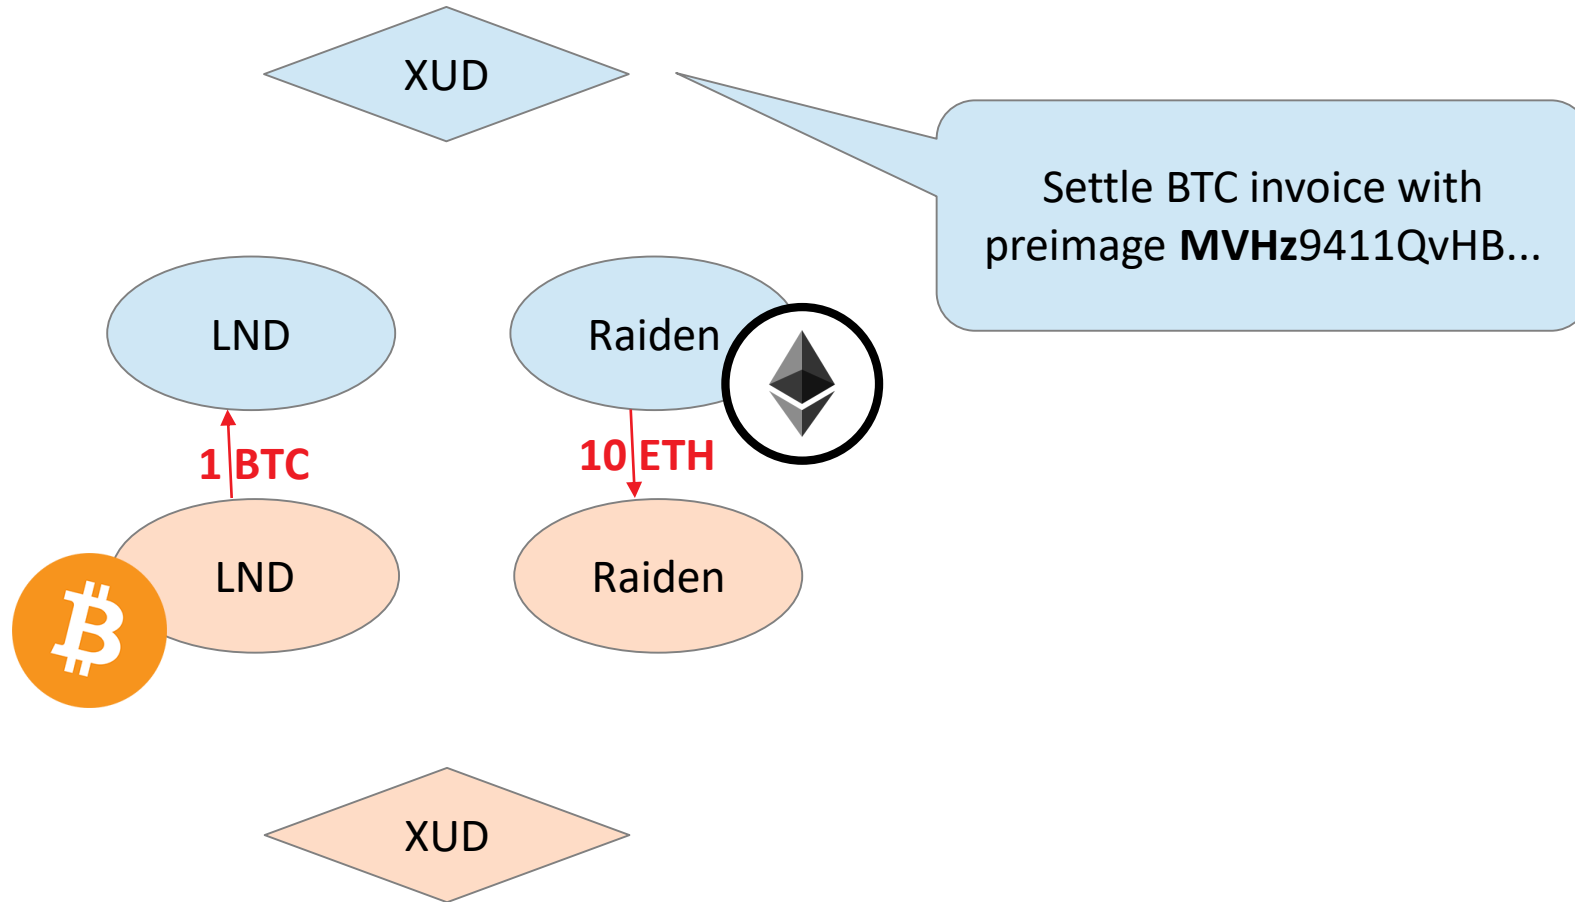 XUD
Settle BTC invoice with
preimage MVHz9411QvHB...
LND
Raiden
1 BTC
10 ETH
LND
Raiden
XUD